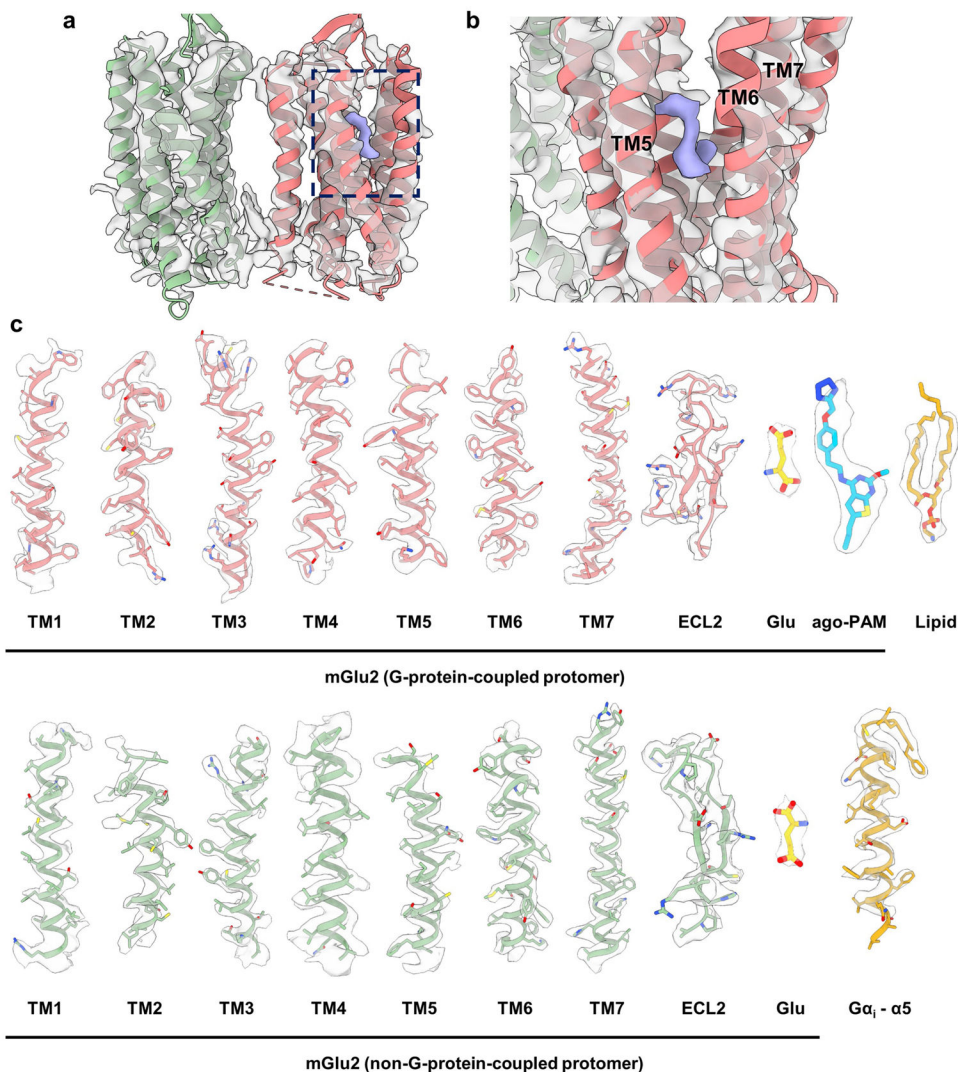 a
b
TM7
TM6
TM5
c
TM1 TM2 TM3 TM4 TM5 TM6 TM7 ECL2 Glu ago-PAM Lipid
mGlu2 (G-protein-coupled protomer)
TM1 TM2 TM3 TM4 TM5 TM6 TM7 ECL2 Glu Gαi - α5
mGlu2 (non-G-protein-coupled protomer)